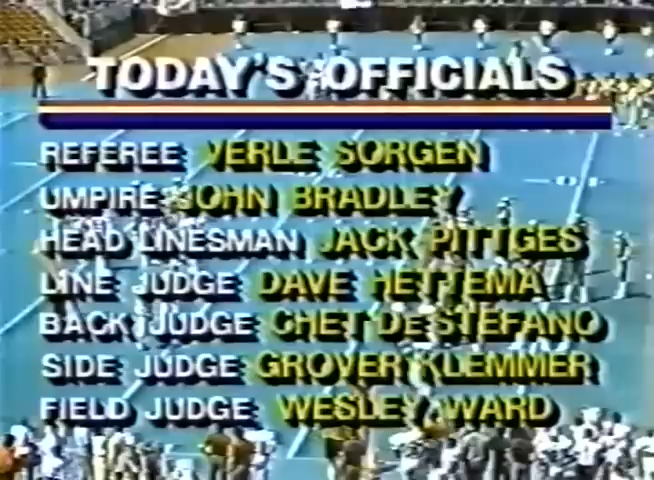 TODAY'S OFFICIALS
REFEREE VERLE SORGEN
UMPIRE JOHN BRADLEY
HEAD LINESMAN JACK PITTGES
LINE JUDGE DAVE HETTEMA
BACK JUDGE CHET DE STEFANO
SIDE JUDGE GROVER KLEMMER
FIELD JUDGE WESLEY WARD